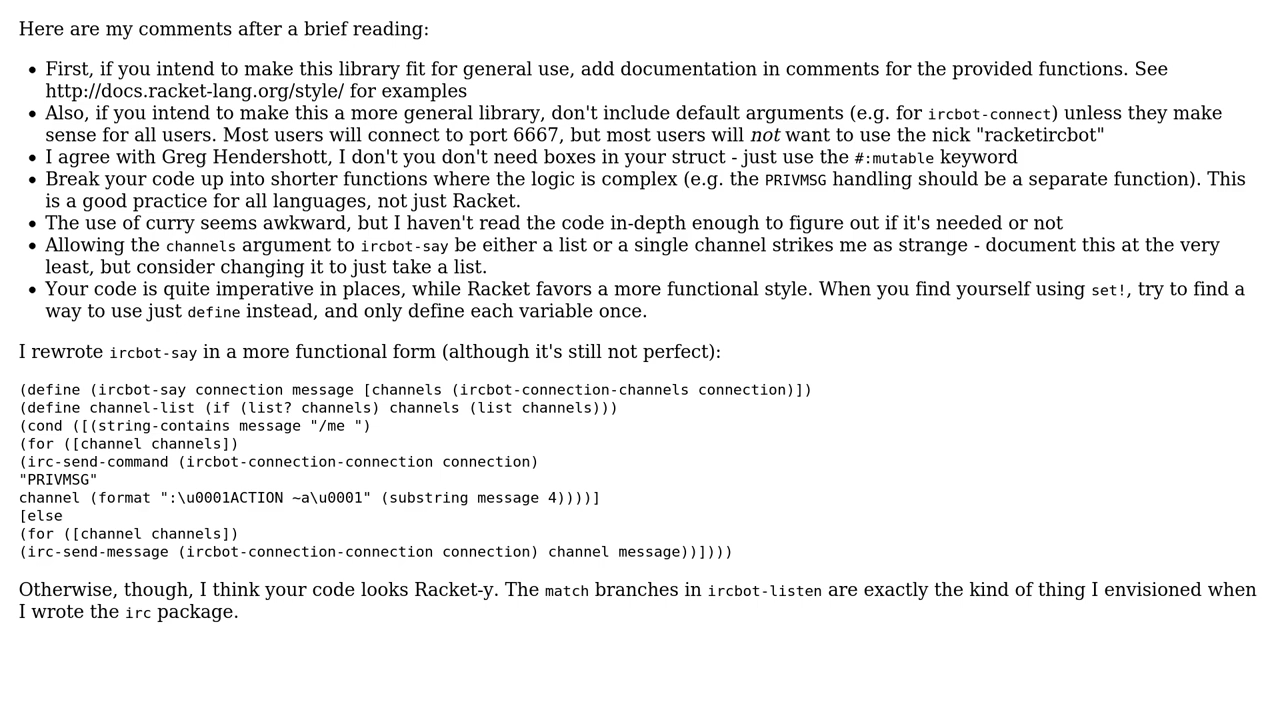 Here are my comments after a brief reading:
• First, if you intend to make this library fit for general use, add documentation in comments for the provided functions. See
http://docs.racket-lang.org/style/ for examples
• Also, if you intend to make this a more general library, don't include default arguments (e.g. for ircbot-connect) unless they make
sense for all users. Most users will connect to port 6667, but most users will not want to use the nick "racketircbot"
• I agree with Greg Hendershott, I don't you don't need boxes in your struct - just use the #:mutable keyword
• Break your code up into shorter functions where the logic is complex (e.g. the PRIVMSG handling should be a separate function). This
is a good practice for all languages, not just Racket.
• The use of curry seems awkward, but I haven't read the code in-depth enough to figure out if it's needed or not
• Allowing the channels argument to ircbot-say be either a list or a single channel strikes me as strange - document this at the very
least, but consider changing it to just take a list.
• Your code is quite imperative in places, while Racket favors a more functional style. When you find yourself using set!, try to find a
way to use just define instead, and only define each variable once.
I rewrote ircbot-say in a more functional form (although it's still not perfect):
(define (ircbot-say connection message [channels (ircbot-connection-channels connection)])
(define channel-list (if (list? channels) channels (list channels)))
(cond ([(string-contains message "/me ")
(for ([channel channels])
(irc-send-command (ircbot-connection-connection connection)
"PRIVMSG"
channel (format ":\u0001ACTION ~a\u0001" (substring message 4))))]
[else
(for ([channel channels])
(irc-send-message (ircbot-connection-connection connection) channel message))])))
Otherwise, though, I think your code looks Racket-y. The match branches in ircbot-listen are exactly the kind of thing I envisioned when
I wrote the irc package.